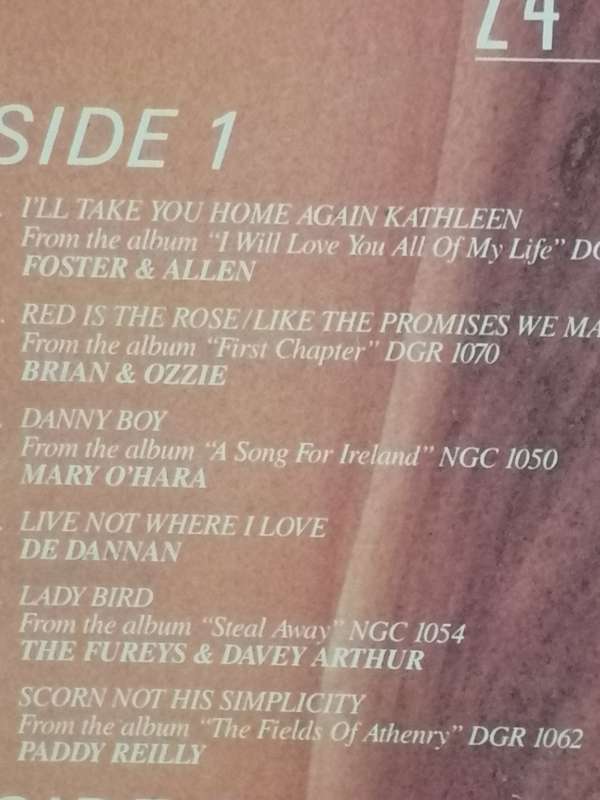 24
SIDE 1
I'LL TAKE YOU HOME AGAIN KATHLEEN
From the album "I Will Love You All Of My Life"
FOSTER & ALLEN
RED IS THE ROSE/LIKE THE PROMISES WE
From the album "First Chapter" DGR 1070
BRIAN & OZZIE
DANNY BOY
From the album "A Song For Ireland" NGC 1050
MARY O'HARA
LIVE NOT WHERE I LOVE
DE DANNAN
LADY BIRD
From the album "Steal Away" NGC 1054
THE FUREYS & DAVEY ARTHUR
SCORN NOT HIS SIMPLICITY
From the album "The Fields Of Athenry" DGR 1062
PADDY REILLY